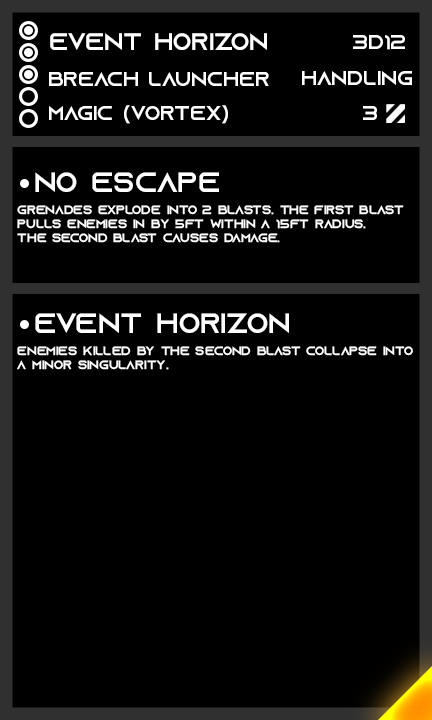 EVENT HORIZON 3D12
BREACH LAUNCHER HANDLING
MAGIC (VORTEX) 3
•NO ESCAPE
GRENADES EXPLODE INTO 2 BLASTS. THE FIRST BLAST
PULLS ENEMIES IN BY 5FT WITHIN A 15FT RADIUS.
THE SECOND BLAST CAUSES DAMAGE.
•EVENT HORIZON
ENEMIES KILLED BY THE SECOND BLAST COLLAPSE INTO
A MINOR SINGULARITY.